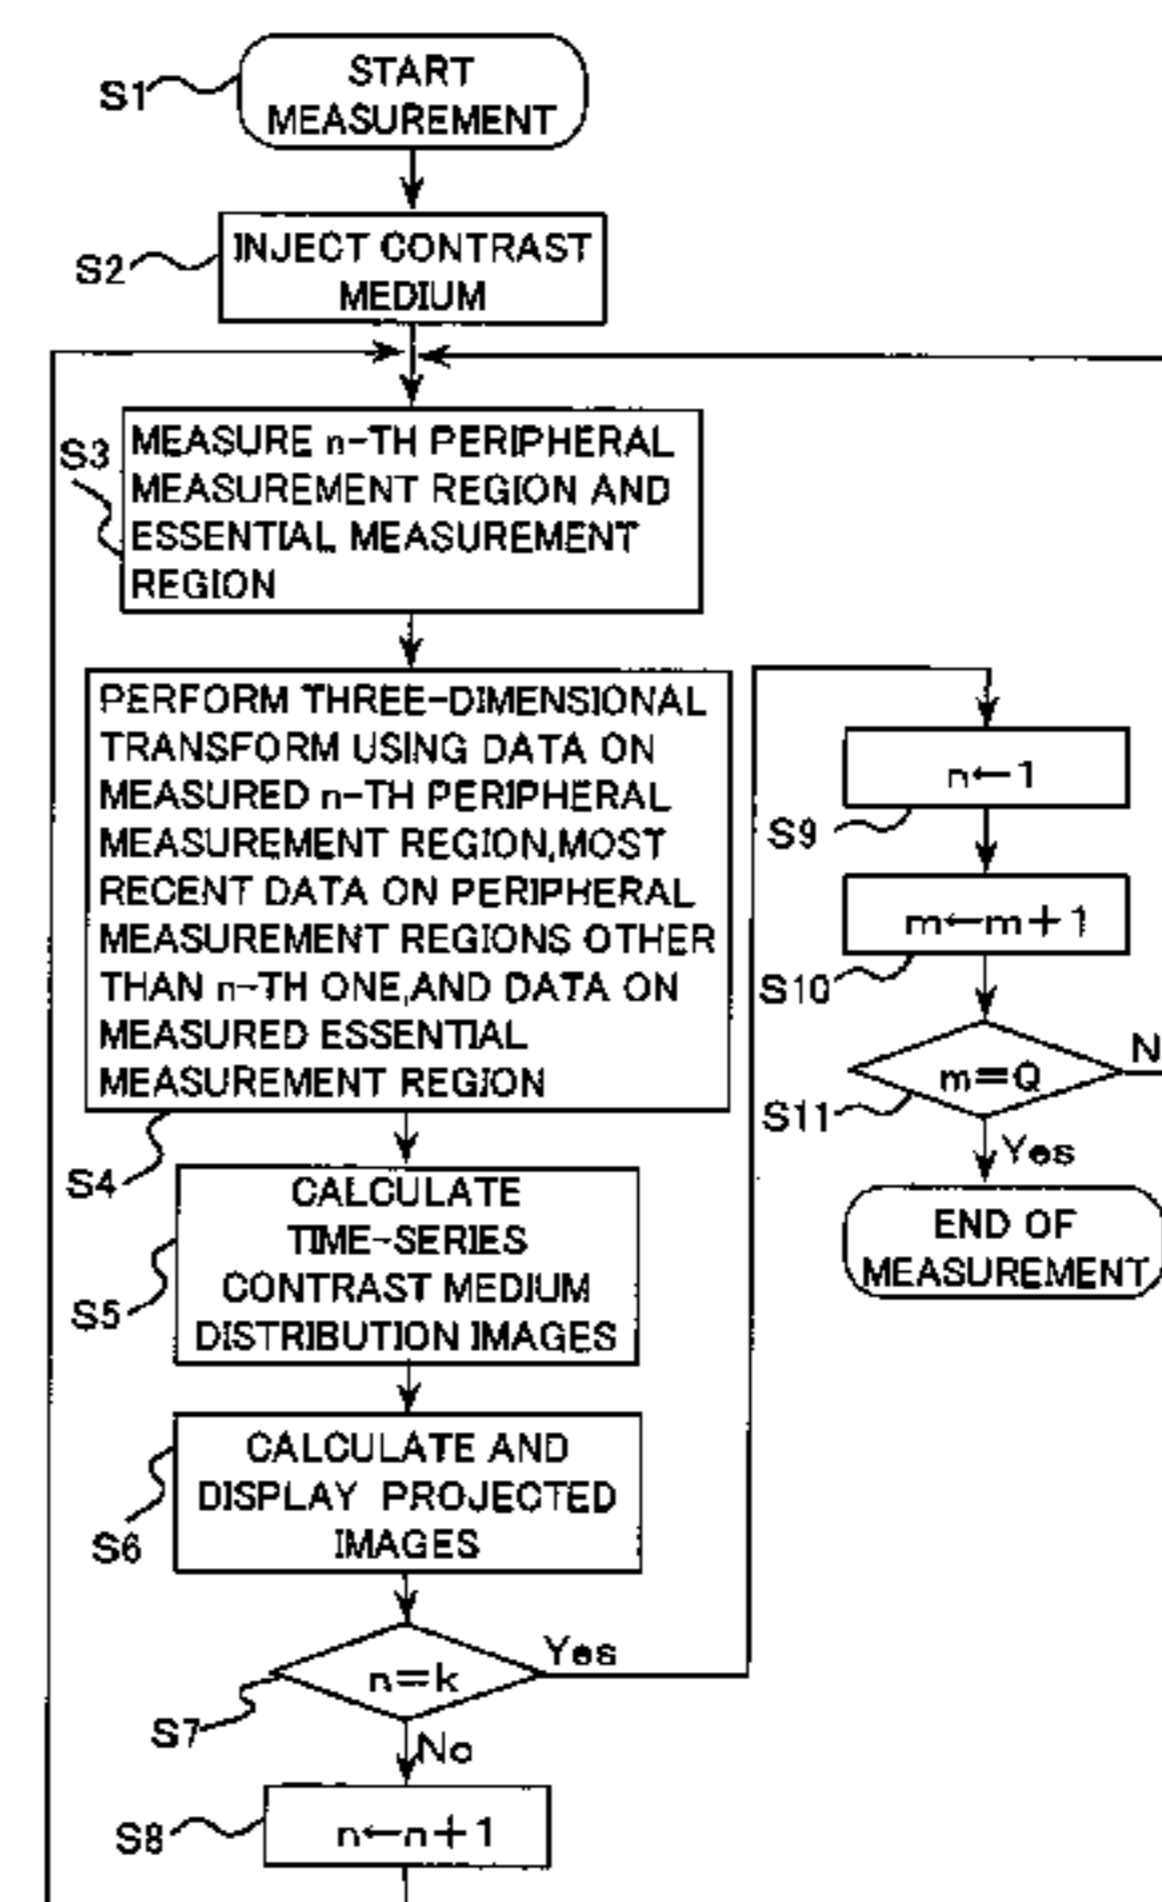 S1
START
MEASUREMENT
S2
INJECT CONTRAST
MEDIUM
S3
MEASURE n-TH PERIPHERAL
MEASUREMENT REGION AND
ESSENTIAL MEASUREMENT
REGION
PERFORM THREE-DIMENSIONAL
TRANSFORM USING DATA ON
MEASURED n-TH PERIPHERAL
MEASUREMENT REGION,MOST
RECENT DATA ON PERIPHERAL
MEASUREMENT REGIONS OTHER
THAN n-TH ONE,AND DATA ON
MEASURED ESSENTIAL
MEASUREMENT REGION
S4
CALCULATE
TIME-SERIES
CONTRAST MEDIUM
DISTRIBUTION IMAGES
S5
CALCULATE AND
DISPLAY PROJECTED
IMAGES
S6
n=k
Yes
S7
No
n←n+1
S8
n←1
S9
m←m+1
S10
m=Q
N
S11
Yes
END OF
MEASUREMENT